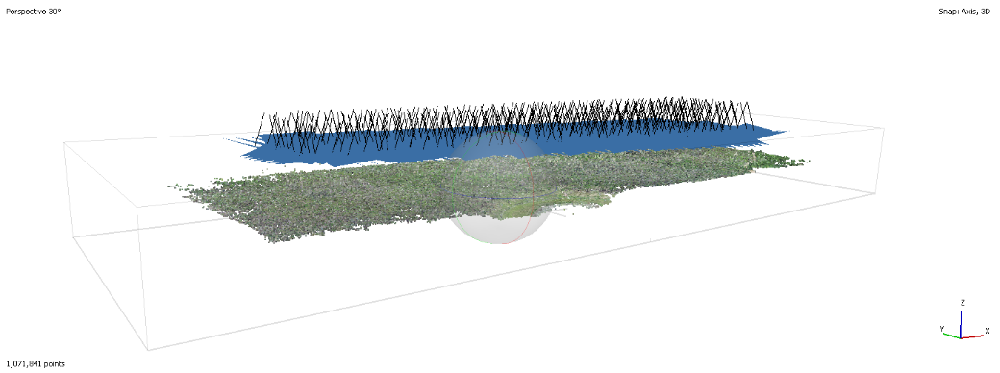 Perspective 30°
Snap: Axis, 3D
Z
Y
X
1,071,841 points